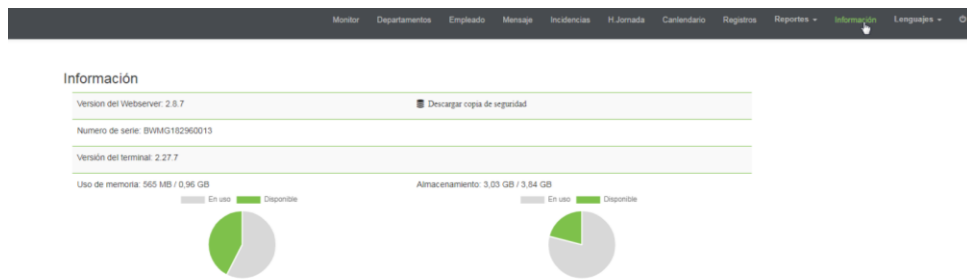 Monitor Departamentos Empleado Mensaje Incidencias H.Jornada Canlendario Registros Reportes Información Lenguajes
Información
Version del Webserver: 2.8.7 Descargar copia de seguridad
Numero de serie: BWMG182960013
Versión del terminal: 2.27.7
Uso de memoria: 565 MB / 0,96 GB Almacenamiento: 3,03 GB / 3,84 GB
En uso Disponible En uso Disponible